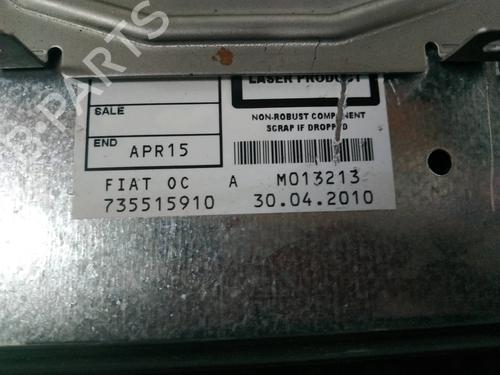 LASER PRODUCT
SALE
NON-ROBUST COMPONENT
SCRAP IF DROPPED
END APR15
FIAT OC A M013213
735515910 30.04.2010
B-PARTS